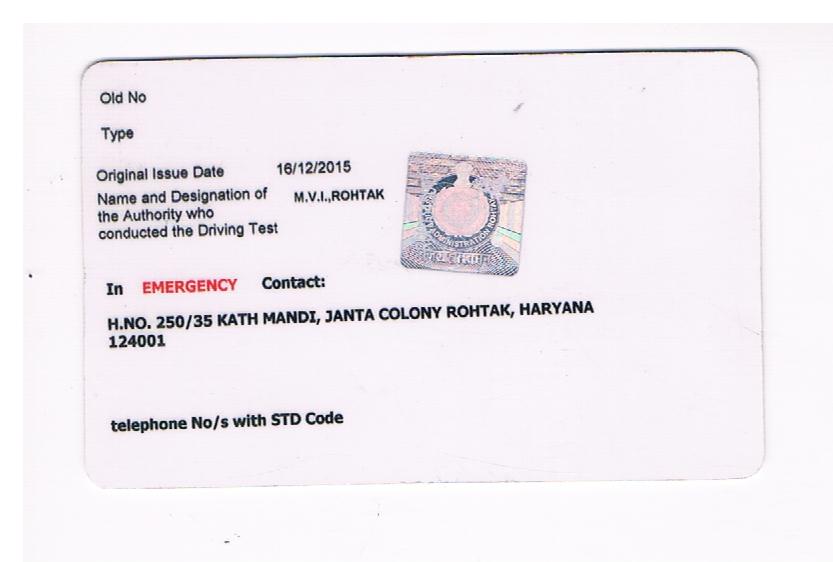 Old No
Type
Original Issue Date 16/12/2015
Name and Designation of M.V.I.,ROHTAK
the Authority who
conducted the Driving Test
ADMINISTRATION ROHTAK
In EMERGENCY Contact:
H.NO. 250/35 KATH MANDI, JANTA COLONY ROHTAK, HARYANA
124001
telephone No/s with STD Code